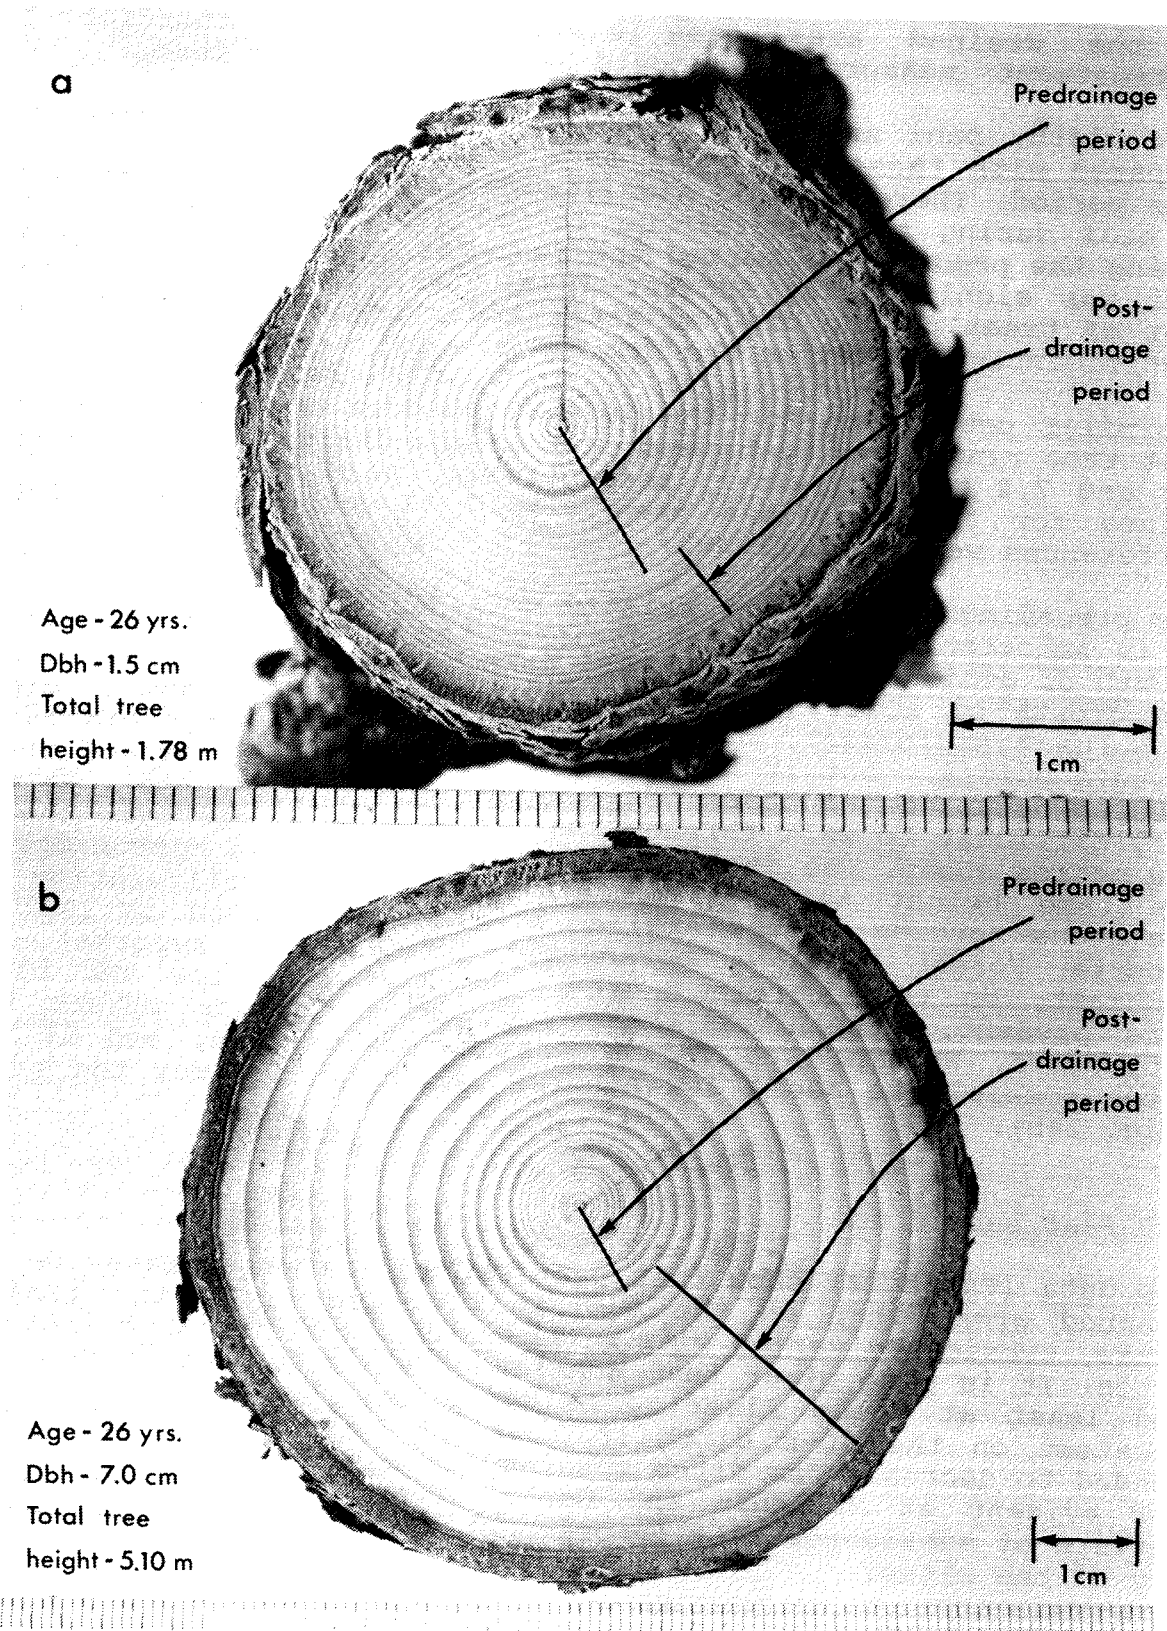 a
Predrainage
period
Post-
drainage
period
Age - 26 yrs.
Dbh - 1.5 cm
Total tree
height - 1.78 m
1 cm
b
Predrainage
period
Post-
drainage
period
Age - 26 yrs.
Dbh - 7.0 cm
Total tree
height - 5.10 m
1 cm